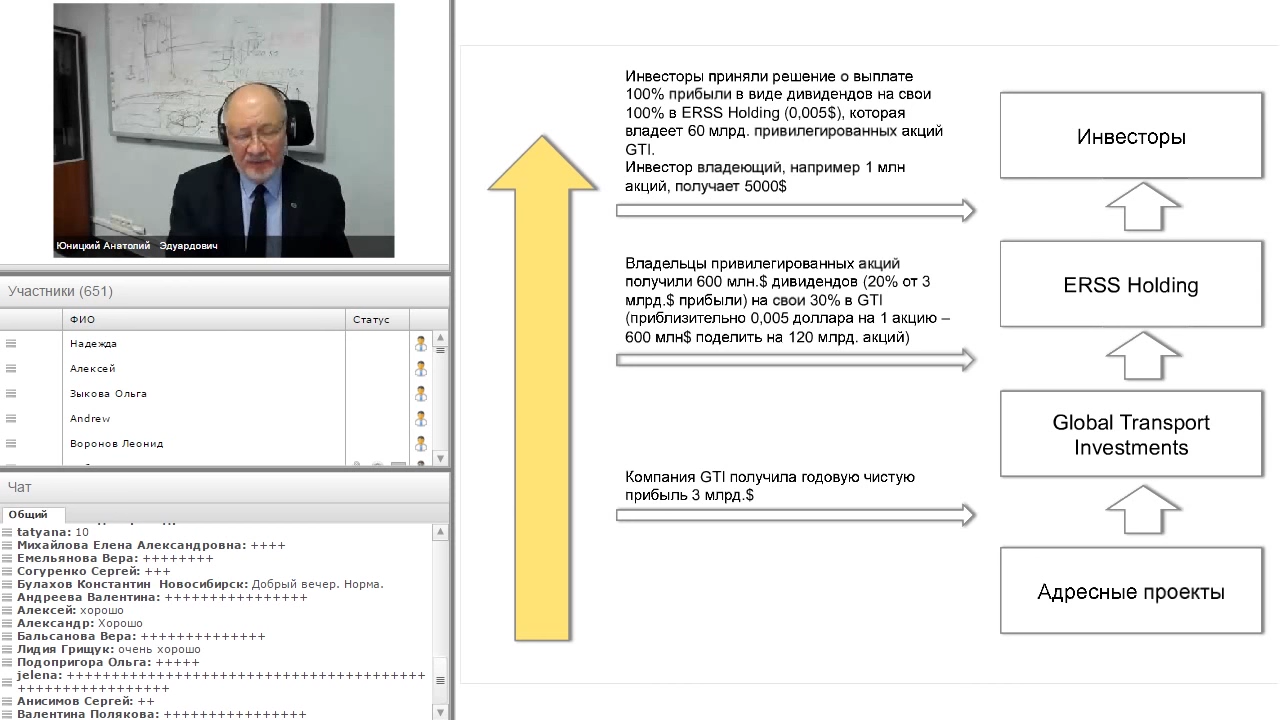 Юницкий Анатолий Эдуардович
Участники (651)
ФИО
Статус
Надежда
Алексей
Зыкова Ольга
Andrew
Воронов Леонид
Чат
Общий
tatyana: 10
Михайлова Елена Александровна: ++++
Емельянова Вера: ++++++++
Согуренко Сергей: +++
Булахов Константин Новосибирск: Добрый вечер. Норма.
Андреева Валентина: ++++++++++++++++
Алексей: хорошо
Александр: Хорошо
Бальсанова Вера: ++++++++++++++
Лидия Грищук: очень хорошо
Подопригора Ольга: +++++
jelena: ++++++++++++++++++++++++++++++++++++++++
+++++++++++++++++
Анисимов Сергей: ++
Валентина Полякова: ++++++++++++++++
Инвесторы приняли решение о выплате
100% прибыли в виде дивидендов на свои
100% в ERSS Holding (0,005$), которая
владеет 60 млрд. привилегированных акций
GTI.
Инвестор владеющий, например 1 млн
акций, получает 5000$
Владельцы привилегированных акций
получили 600 млн.$ дивидендов (20% от 3
млрд.$ прибыли) на свои 30% в GTI
(приблизительно 0,005 доллара на 1 акцию –
600 млн$ поделить на 120 млрд. акций)
Компания GTI получила годовую чистую
прибыль 3 млрд.$
Инвесторы
ERSS Holding
Global Transport
Investments
Адресные проекты